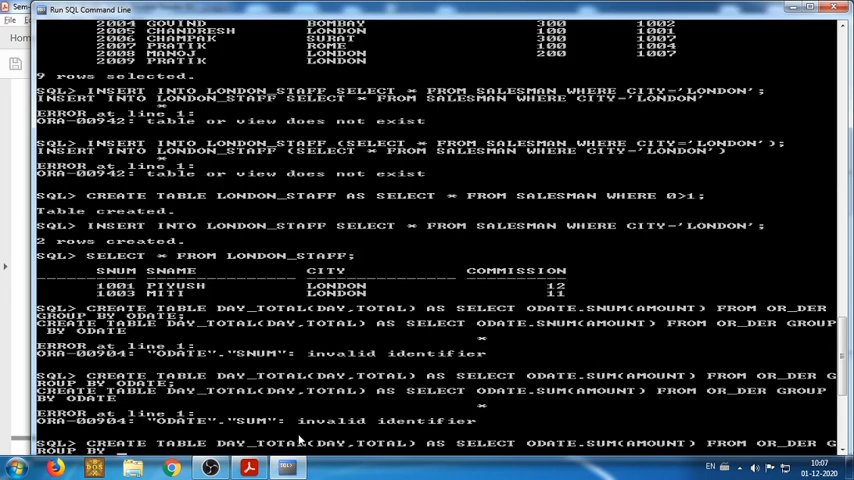 Sem-
Run SQL Command Line
File
Home
2004 GOVIND BOMBAY 300 1002
2005 CHANDRESH LONDON 100 1001
2006 CHAMPAK SURAT 300 1007
2007 PRATIK ROME 100 1004
2008 MANOJ LONDON 200 1007
2009 PRATIK LONDON
9 rows selected.
SQL> INSERT INTO LONDON_STAFF SELECT * FROM SALESMAN WHERE CITY='LONDON';
INSERT INTO LONDON_STAFF SELECT * FROM SALESMAN WHERE CITY='LONDON'
*
ERROR at line 1:
ORA-00942: table or view does not exist
SQL> INSERT INTO LONDON_STAFF (SELECT * FROM SALESMAN WHERE CITY='LONDON');
INSERT INTO LONDON_STAFF (SELECT * FROM SALESMAN WHERE CITY='LONDON')
*
ERROR at line 1:
ORA-00942: table or view does not exist
SQL> CREATE TABLE LONDON_STAFF AS SELECT * FROM SALESMAN WHERE 0>1;
Table created.
SQL> INSERT INTO LONDON_STAFF SELECT * FROM SALESMAN WHERE CITY='LONDON';
2 rows created.
SQL> SELECT * FROM LONDON_STAFF;
SNUM SNAME CITY COMMISSION
1001 PIYUSH LONDON 12
1003 MITI LONDON 11
SQL> CREATE TABLE DAY_TOTAL(DAY,TOTAL) AS SELECT ODATE.SNUM(AMOUNT) FROM OR_DER
GROUP BY ODATE;
CREATE TABLE DAY_TOTAL(DAY,TOTAL) AS SELECT ODATE.SNUM(AMOUNT) FROM OR_DER GROUP
BY ODATE
*
ERROR at line 1:
ORA-00904: "ODATE"."SNUM": invalid identifier
SQL> CREATE TABLE DAY_TOTAL(DAY,TOTAL) AS SELECT ODATE.SUM(AMOUNT) FROM OR_DER G
ROUP BY ODATE;
CREATE TABLE DAY_TOTAL(DAY,TOTAL) AS SELECT ODATE.SUM(AMOUNT) FROM OR_DER GROUP
BY ODATE
*
ERROR at line 1:
ORA-00904: "ODATE"."SUM": invalid identifier
SQL> CREATE TABLE DAY_TOTAL(DAY,TOTAL) AS SELECT ODATE.SUM(AMOUNT) FROM OR_DER G
ROUP BY _
DOS
SQL>
EN
10:07
01-12-2020